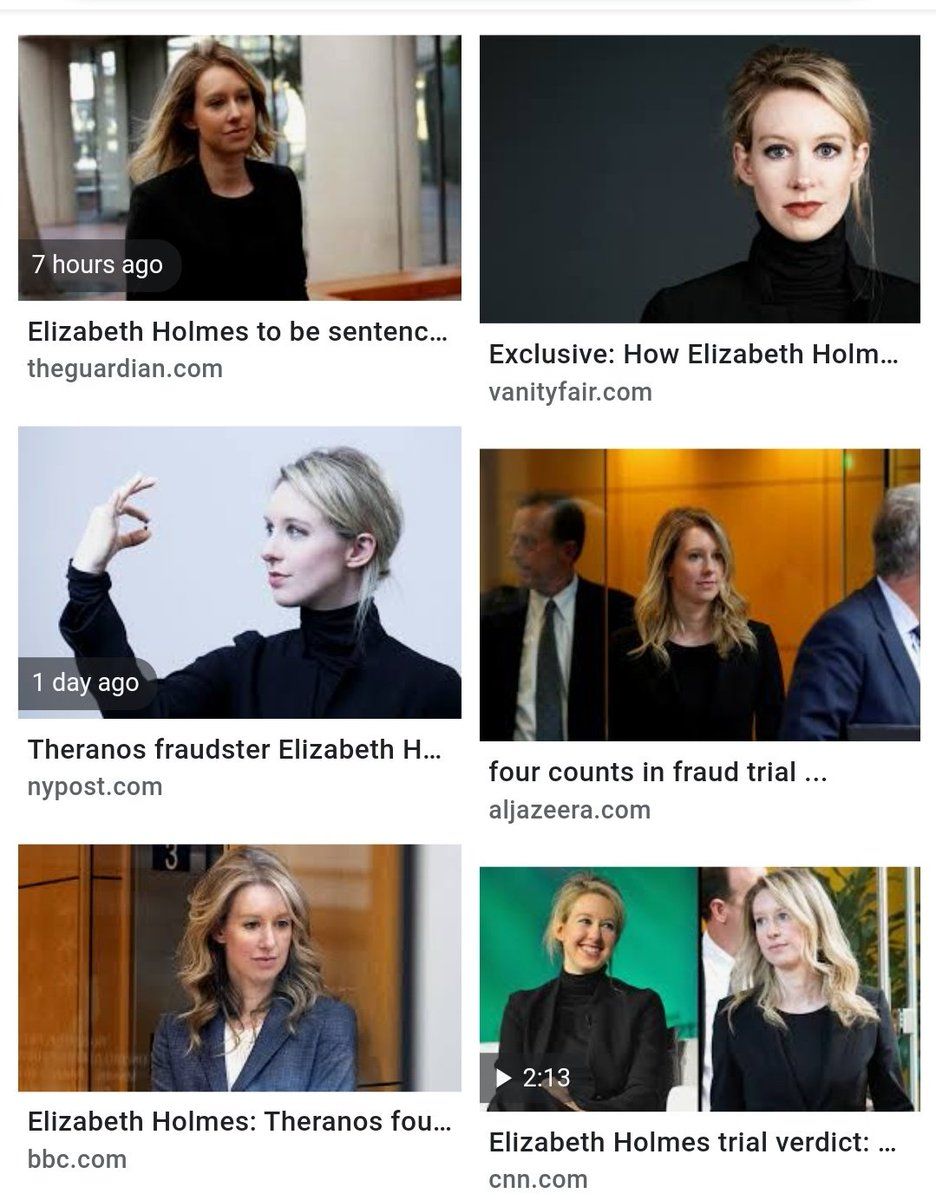 7 hours ago
Elizabeth Holmes to be sentenc...
theguardian.com
Exclusive: How Elizabeth Holm...
vanityfair.com
1 day ago
Theranos fraudster Elizabeth H...
nypost.com
four counts in fraud trial ...
aljazeera.com
3
Elizabeth Holmes: Theranos fou...
bbc.com
2:13
Elizabeth Holmes trial verdict: ...
cnn.com